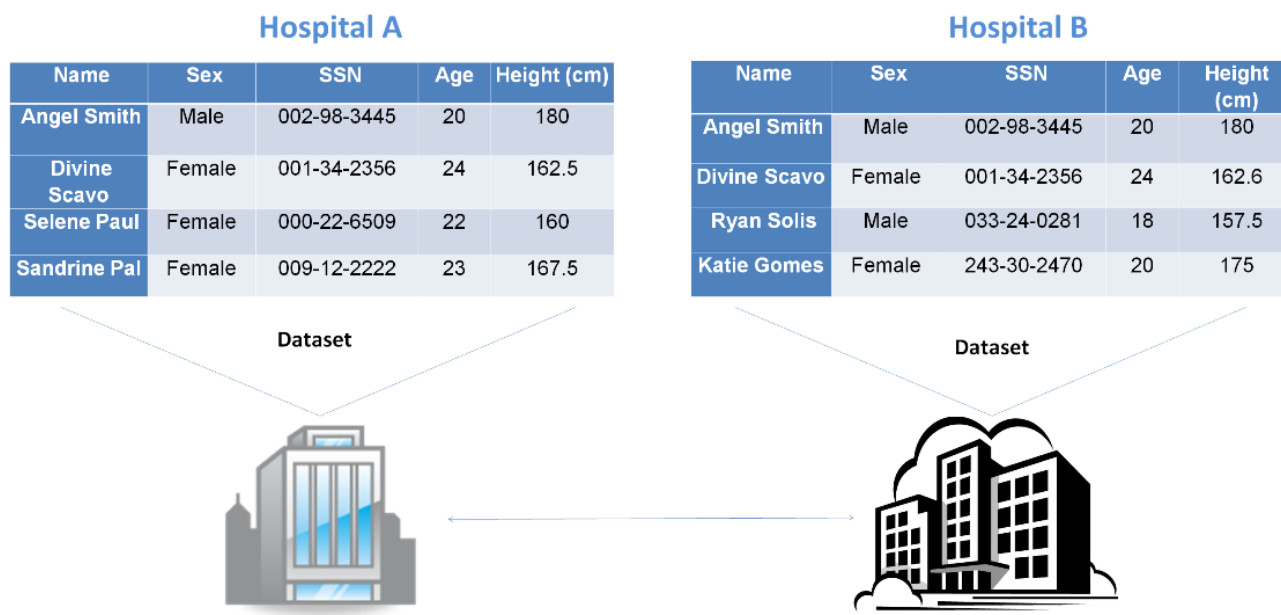 Hospital A
Name Sex SSN Age Height (cm)
Angel Smith Male 002-98-3445 20 180
Divine Female 001-34-2356 24 162.5
Scavo
Selene Paul Female 000-22-6509 22 160
Sandrine Pal Female 009-12-2222 23 167.5
Dataset
Hospital B
Name Sex SSN Age Height
(cm)
Angel Smith Male 002-98-3445 20 180
Divine Scavo Female 001-34-2356 24 162.6
Ryan Solis Male 033-24-0281 18 157.5
Katie Gomes Female 243-30-2470 20 175
Dataset